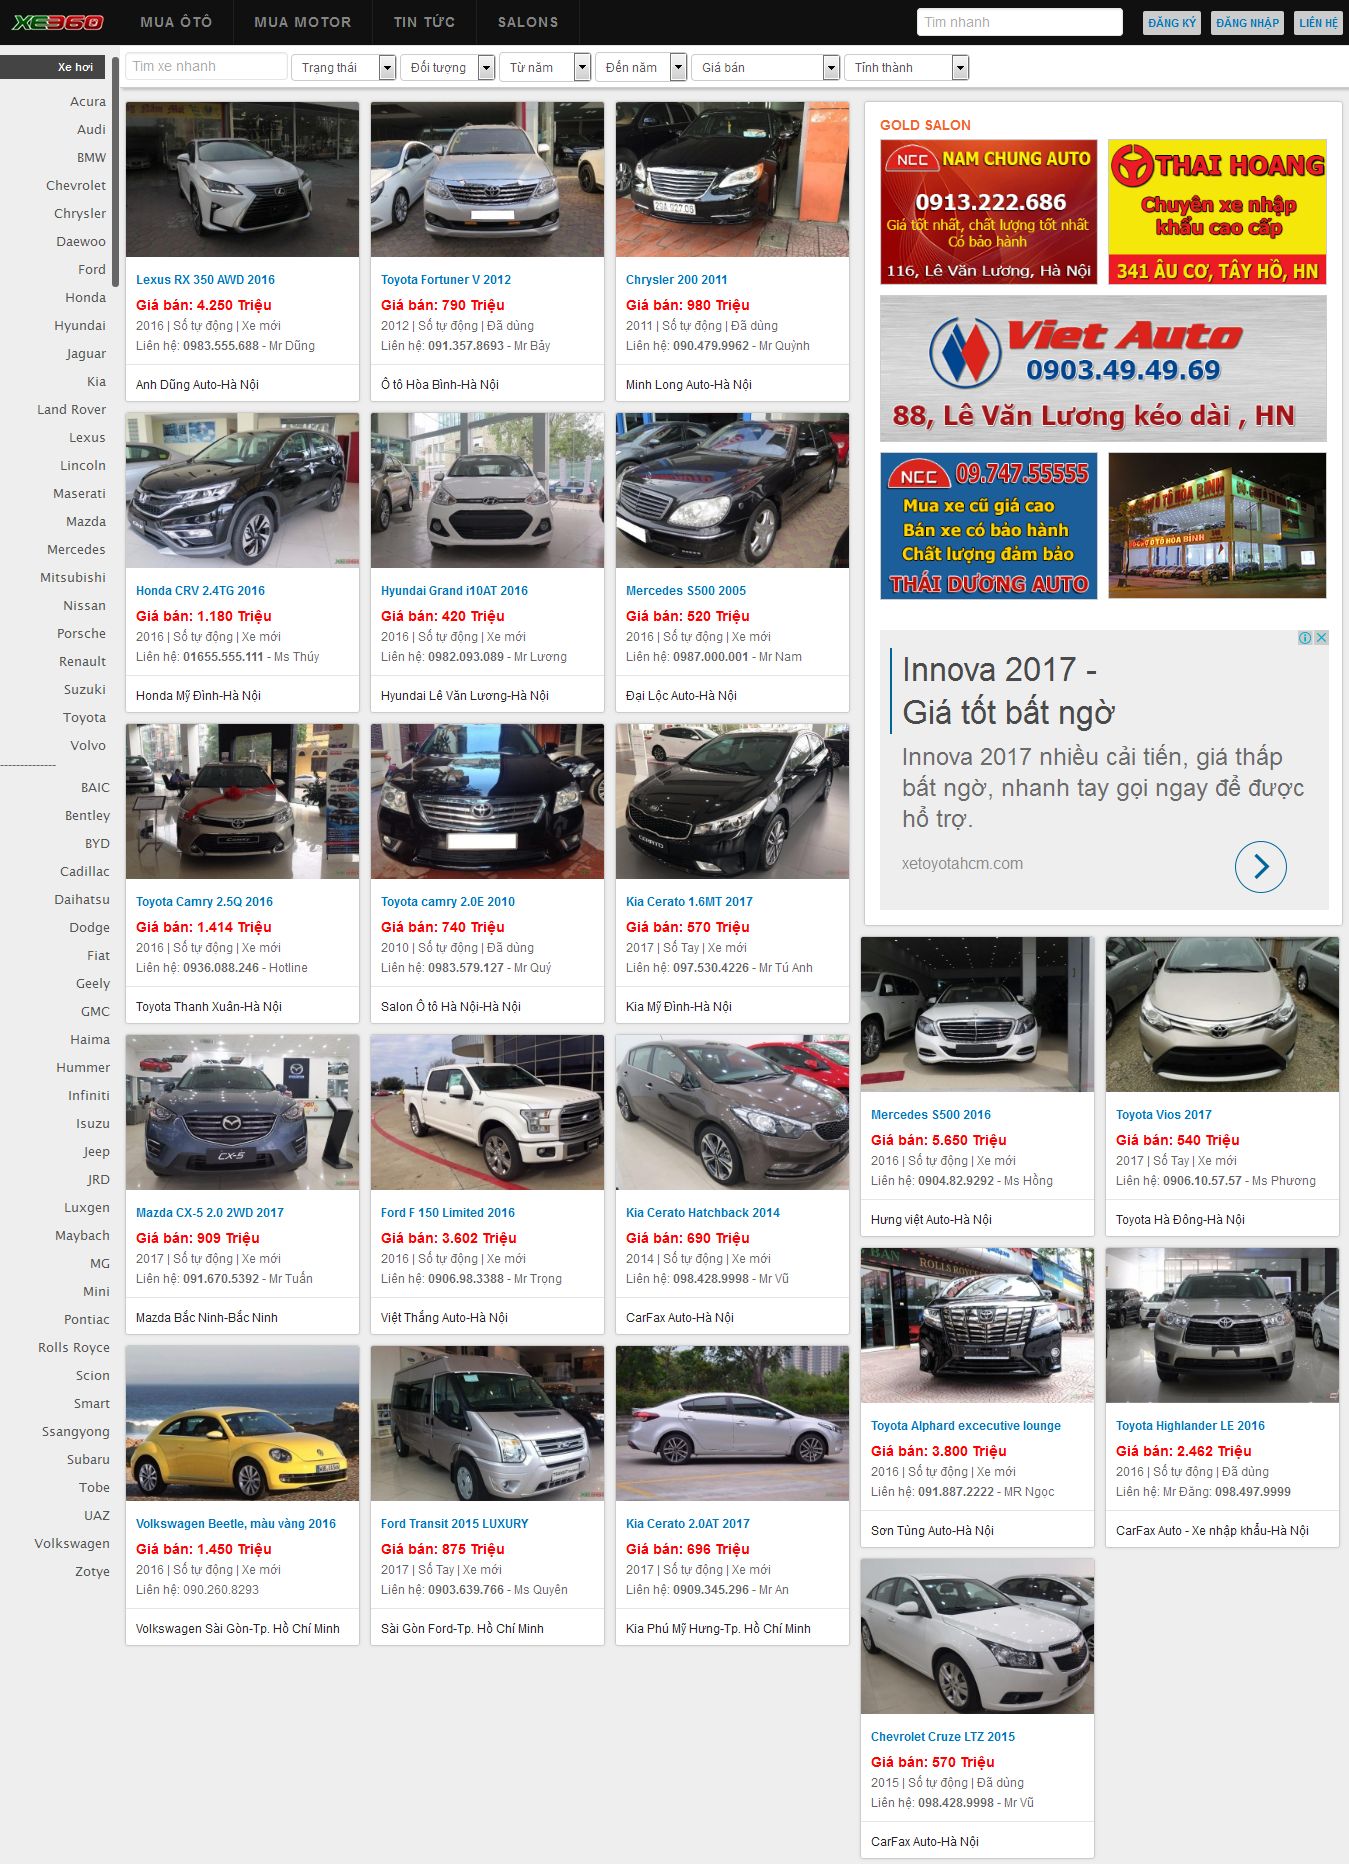 XE360
MUA ÔTÔ
MUA MOTOR
TIN TỨC
SALONS
Tìm nhanh
ĐĂNG KÝ
ĐĂNG NHẬP
LIÊN HỆ
Xe hơi
Tìm xe nhanh
Trạng thái
Đối tượng
Từ năm
Đến năm
Giá bán
Tỉnh thành
Acura
Audi
BMW
Chevrolet
Chrysler
Daewoo
Ford
Honda
Hyundai
Jaguar
Kia
Land Rover
Lexus
Lincoln
Maserati
Mazda
Mercedes
Mitsubishi
Nissan
Porsche
Renault
Suzuki
Toyota
Volvo
--------------
BAIC
Bentley
BYD
Cadillac
Daihatsu
Dodge
Fiat
Geely
GMC
Haima
Hummer
Infiniti
Isuzu
Jeep
JRD
Luxgen
Maybach
MG
Mini
Pontiac
Rolls Royce
Scion
Smart
Ssangyong
Subaru
Tobe
UAZ
Volkswagen
Zotye
Lexus RX 350 AWD 2016
Giá bán: 4.250 Triệu
2016 | Số tự động | Xe mới
Liên hệ: 0983.555.688 - Mr Dũng
Anh Dũng Auto-Hà Nội
Toyota Fortuner V 2012
Giá bán: 790 Triệu
2012 | Số tự động | Đã dùng
Liên hệ: 091.357.8693 - Mr Bảy
Ô tô Hòa Bình-Hà Nội
Chrysler 200 2011
Giá bán: 980 Triệu
2011 | Số tự động | Đã dùng
Liên hệ: 090.479.9962 - Mr Quỳnh
Minh Long Auto-Hà Nội
Honda CRV 2.4TG 2016
Giá bán: 1.180 Triệu
2016 | Số tự động | Xe mới
Liên hệ: 01655.555.111 - Ms Thúy
Honda Mỹ Đình-Hà Nội
Hyundai Grand i10AT 2016
Giá bán: 420 Triệu
2016 | Số tự động | Xe mới
Liên hệ: 0982.093.089 - Mr Lương
Hyundai Lê Văn Lương-Hà Nội
Mercedes S500 2005
Giá bán: 520 Triệu
2016 | Số tự động | Xe mới
Liên hệ: 0987.000.001 - Mr Nam
Đại Lộc Auto-Hà Nội
Toyota Camry 2.5Q 2016
Giá bán: 1.414 Triệu
2016 | Số tự động | Xe mới
Liên hệ: 0936.088.246 - Hotline
Toyota Thanh Xuân-Hà Nội
Toyota camry 2.0E 2010
Giá bán: 740 Triệu
2010 | Số tự động | Đã dùng
Liên hệ: 0983.579.127 - Mr Quý
Salon Ô tô Hà Nội-Hà Nội
CERATO
Kia Cerato 1.6MT 2017
Giá bán: 570 Triệu
2017 | Số Tay | Xe mới
Liên hệ: 097.530.4226 - Mr Tú Anh
Kia Mỹ Đình-Hà Nội
CX-5
Mazda CX-5 2.0 2WD 2017
Giá bán: 909 Triệu
2017 | Số tự động | Xe mới
Liên hệ: 091.670.5392 - Mr Tuấn
Mazda Bắc Ninh-Bắc Ninh
Ford F 150 Limited 2016
Giá bán: 3.602 Triệu
2016 | Số tự động | Xe mới
Liên hệ: 0906.98.3388 - Mr Trọng
Việt Thắng Auto-Hà Nội
Kia Cerato Hatchback 2014
Giá bán: 690 Triệu
2014 | Số tự động | Xe mới
Liên hệ: 098.428.9998 - Mr Vũ
CarFax Auto-Hà Nội
Volkswagen Beetle, màu vàng 2016
Giá bán: 1.450 Triệu
2016 | Số tự động | Xe mới
Liên hệ: 090.260.8293
Volkswagen Sài Gòn-Tp. Hồ Chí Minh
Ford Transit 2015 LUXURY
Giá bán: 875 Triệu
2017 | Số Tay | Xe mới
Liên hệ: 0903.639.766 - Ms Quyên
Sài Gòn Ford-Tp. Hồ Chí Minh
Kia Cerato 2.0AT 2017
Giá bán: 696 Triệu
2017 | Số tự động | Xe mới
Liên hệ: 0909.345.296 - Mr An
Kia Phú Mỹ Hưng-Tp. Hồ Chí Minh
GOLD SALON
NCC NAM CHUNG AUTO
0913.222.686
Giá tốt nhất, chất lượng tốt nhất
Có bảo hành
116, Lê Văn Lương, Hà Nội
THAI HOANG
Chuyên xe nhập
khẩu cao cấp
341 ÂU CƠ, TÂY HỒ, HN
Viet Auto
0903.49.49.69
88, Lê Văn Lương kéo dài , HN
NCC 09.747.55555
Mua xe cũ giá cao
Bán xe có bảo hành
Chất lượng đảm bảo
THÁI DƯƠNG AUTO
Innova 2017 -
Giá tốt bất ngờ
Innova 2017 nhiều cải tiến, giá thấp
bất ngờ, nhanh tay gọi ngay để được
hổ trợ.
xetoyotahcm.com
Mercedes S500 2016
Giá bán: 5.650 Triệu
2016 | Số tự động | Xe mới
Liên hệ: 0904.82.9292 - Ms Hồng
Hưng việt Auto-Hà Nội
Toyota Vios 2017
Giá bán: 540 Triệu
2017 | Số Tay | Xe mới
Liên hệ: 0906.10.57.57 - Ms Phương
Toyota Hà Đông-Hà Nội
ROLLS ROYCE
Toyota Alphard excecutive lounge
Giá bán: 3.800 Triệu
2016 | Số tự động | Xe mới
Liên hệ: 091.887.2222 - MR Ngọc
Sơn Tùng Auto-Hà Nội
Toyota Highlander LE 2016
Giá bán: 2.462 Triệu
2016 | Số tự động | Đã dùng
Liên hệ: Mr Đăng: 098.497.9999
CarFax Auto - Xe nhập khẩu-Hà Nội
Chevrolet Cruze LTZ 2015
Giá bán: 570 Triệu
2015 | Số tự động | Đã dùng
Liên hệ: 098.428.9998 - Mr Vũ
CarFax Auto-Hà Nội